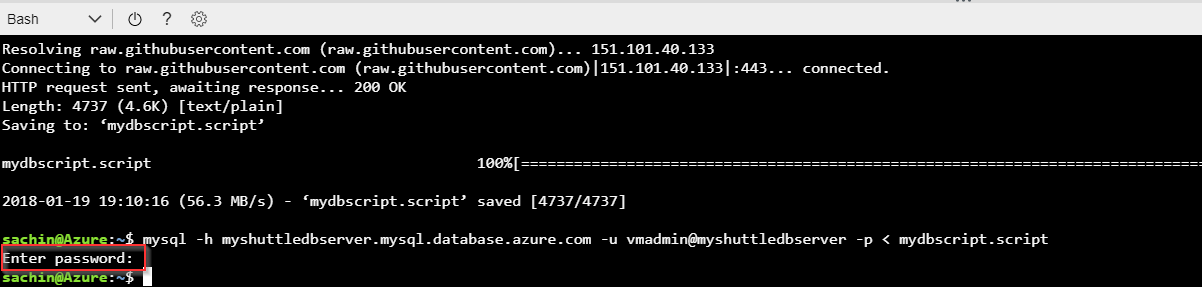 Bash
?
Resolving raw.githubusercontent.com (raw.githubusercontent.com)... 151.101.40.133
Connecting to raw.githubusercontent.com (raw.githubusercontent.com)|151.101.40.133|:443... connected.
HTTP request sent, awaiting response... 200 OK
Length: 4737 (4.6K) [text/plain]
Saving to: ‘mydbscript.script’
mydbscript.script 100%[==============================================================================
2018-01-19 19:10:16 (56.3 MB/s) - ‘mydbscript.script’ saved [4737/4737]
sachin@Azure:~$ mysql -h myshuttledbserver.mysql.database.azure.com -u vmadmin@myshuttledbserver -p < mydbscript.script
Enter password:
sachin@Azure:~$